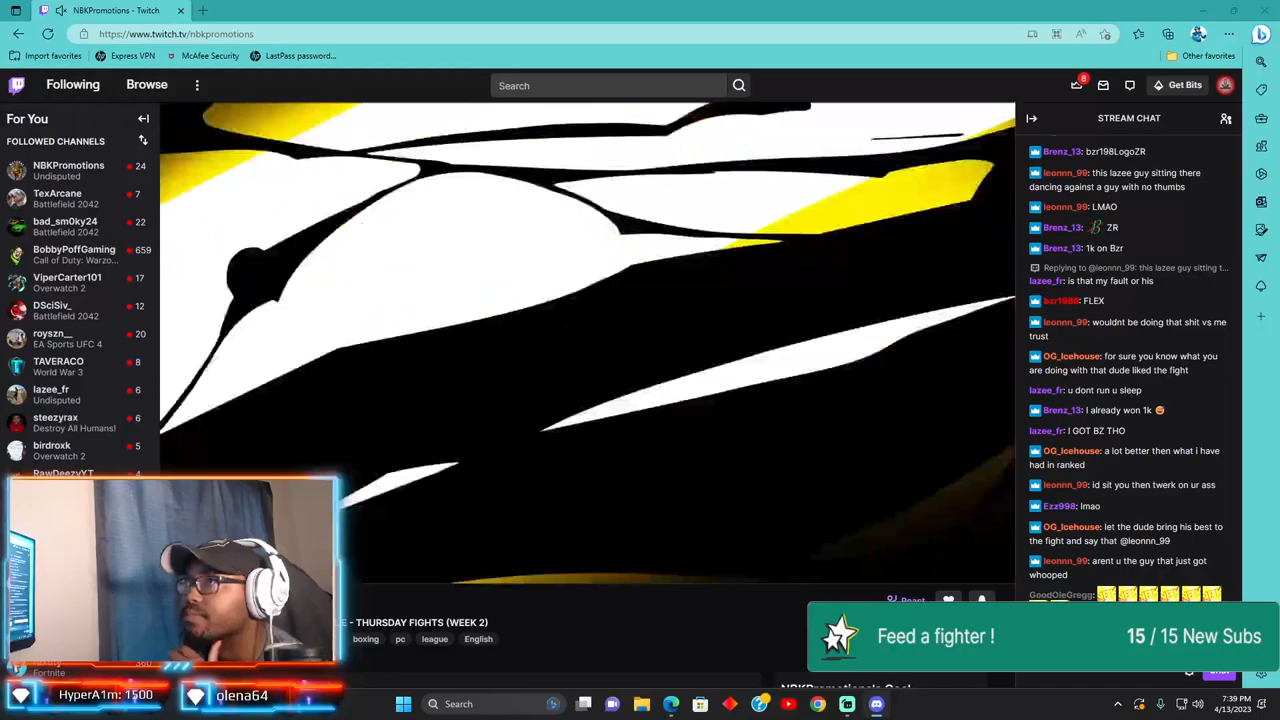 NBKPromotions - Twitch
https://www.twitch.tv/nbkpromotions
Import favorites
Express VPN
McAfee Security
LastPass password...
Other favorites
Following
Browse
Search
8
Get Bits
For You
FOLLOWED CHANNELS
NBKPromotions
24
Undisputed
TexArcane
7
Battlefield 2042
bad_sm0ky24
22
Battlefield 2042
BobbyPoffGaming
659
Call of Duty: Warzo...
ViperCarter101
17
Overwatch 2
DSciSiv_
12
Battlefield 2042
royszn__
20
EA Sports UFC 4
TAVERACO
8
World War 3
lazee_fr
6
Undisputed
steezyrax
6
Destroy All Humans!
birdroxk
5
Overwatch 2
RawDeezyYT
4
360
Fortnite
HyperA1m: 1500
olena64
- THURSDAY FIGHTS (WEEK 2)
boxing
pc
league
English
React
STREAM CHAT
Brenz_13: bzr198LogoZR
leonnn_99: this lazee guy sitting there
dancing against a guy with no thumbs
leonnn_99: LMAO
Brenz_13: ZR
Brenz_13: 1k on Bzr
Replying to @leonnn_99: this lazee guy sitting t...
lazee_fr: is that my fault or his
bzr1988: FLEX
leonnn_99: wouldnt be doing that shit vs me
trust
OG_Icehouse: for sure you know what you
are doing with that dude liked the fight
lazee_fr: u dont run u sleep
Brenz_13: I already won 1k
lazee_fr: I GOT BZ THO
OG_Icehouse: a lot better then what i have
had in ranked
leonnn_99: id sit you then twerk on ur ass
Ezz998: lmao
OG_Icehouse: let the dude bring his best to
the fight and say that @leonnn_99
leonnn_99: arent u the guy that just got
whooped
GoodOleGregg:
Feed a fighter !
15 / 15 New Subs
Search
7:39 PM
4/13/2023